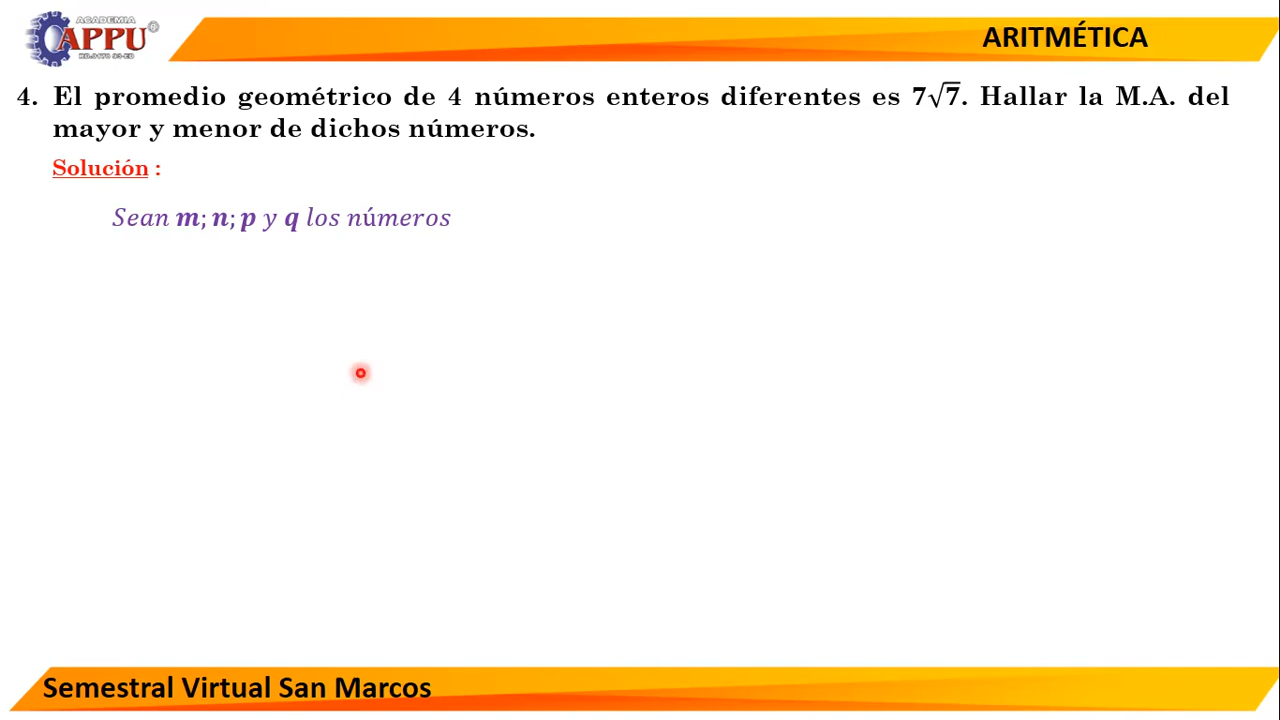 ACADEMIA
APPU®
ARITMÉTICA
4. El promedio geométrico de 4 números enteros diferentes es 7√7. Hallar la M.A. del
mayor y menor de dichos números.
Solución :
Sean m; n; p y q los números
Semestral Virtual San Marcos